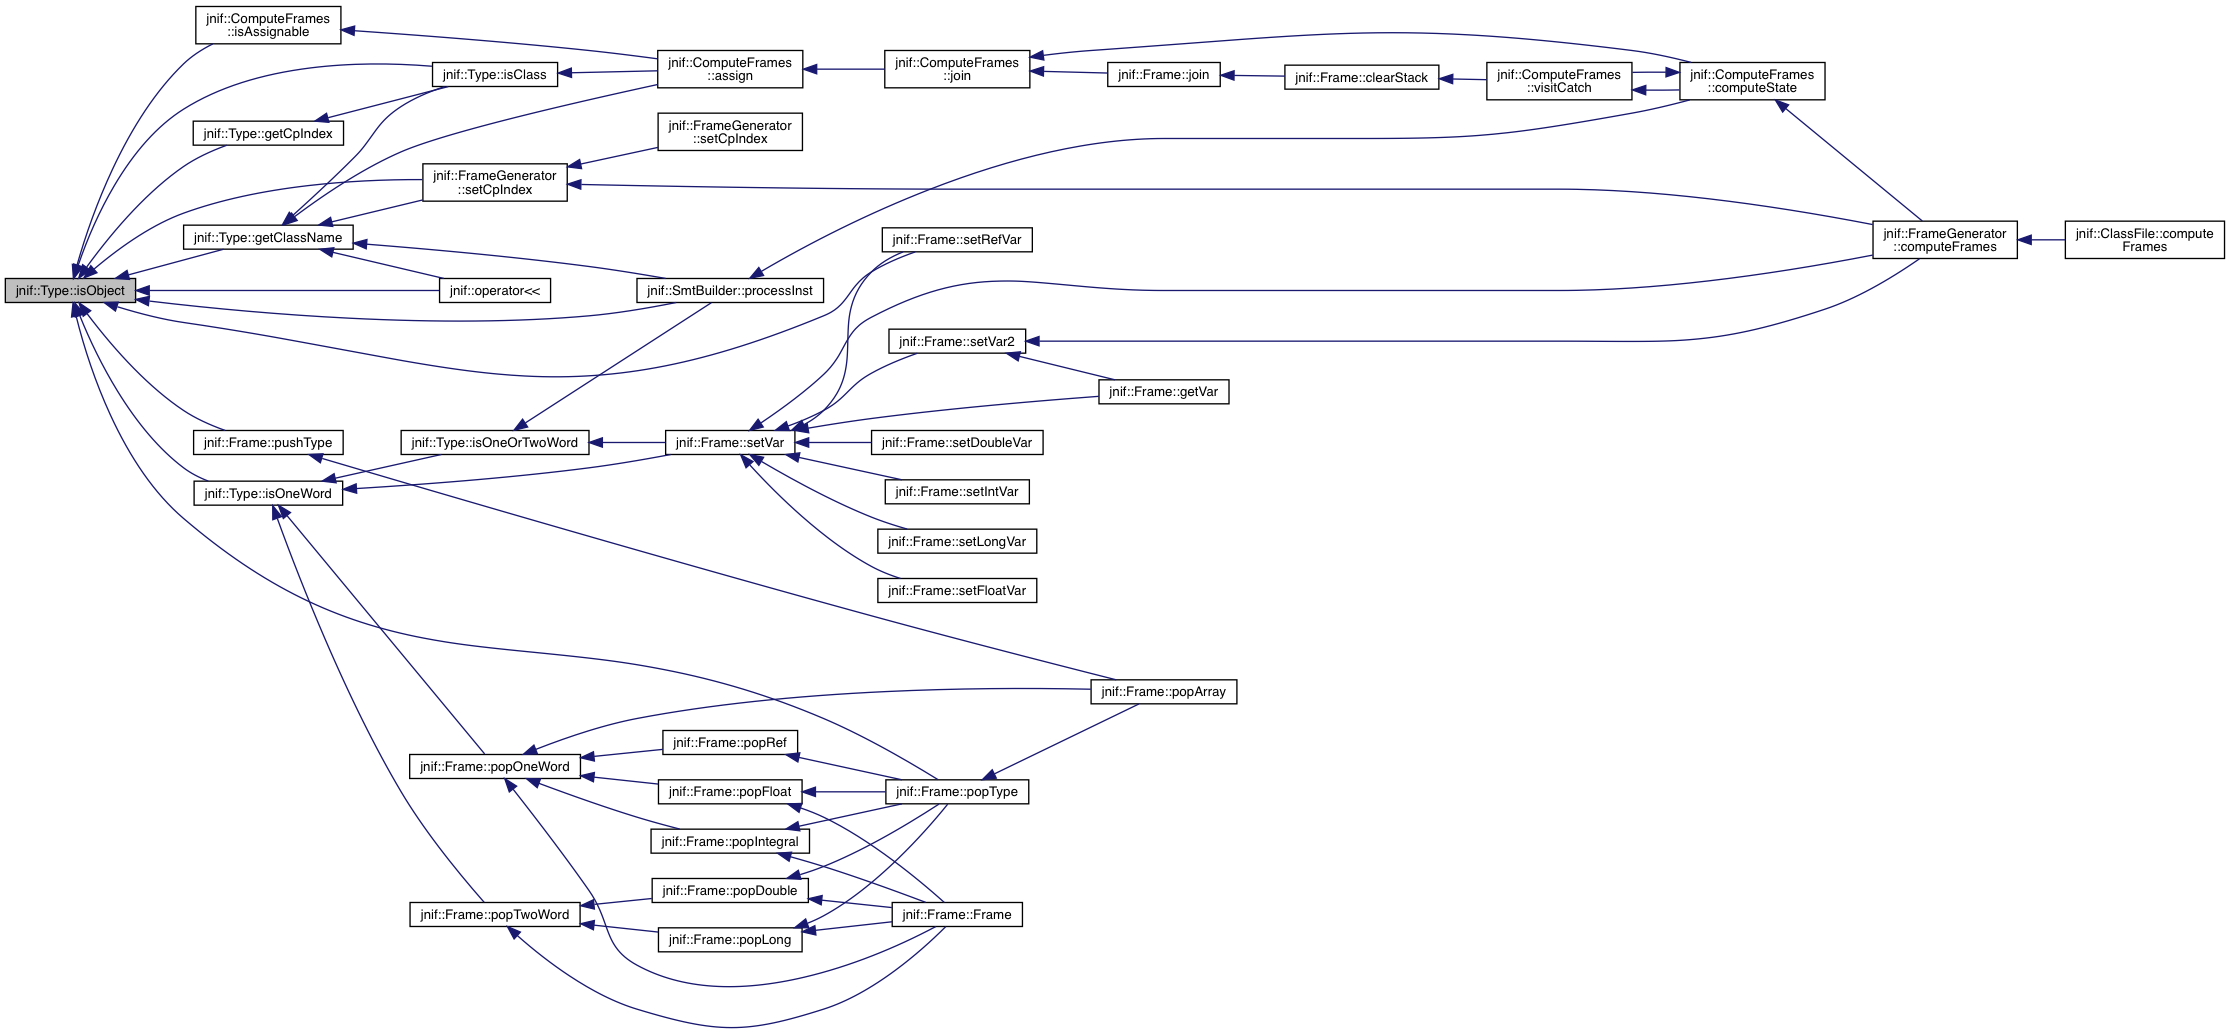 jnif::ComputeFrames
::isAssignable
jnif::Type::isClass
jnif::ComputeFrames
::assign
jnif::ComputeFrames
::join
jnif::Frame::join
jnif::Frame::clearStack
jnif::ComputeFrames
::visitCatch
jnif::ComputeFrames
::computeState
jnif::Type::getCpIndex
jnif::FrameGenerator
::setCpIndex
jnif::FrameGenerator
::setCpIndex
jnif::Type::getClassName
jnif::Frame::setRefVar
jnif::FrameGenerator
::computeFrames
jnif::ClassFile::compute
Frames
jnif::Type::isObject
jnif::operator<<
jnif::SmtBuilder::processInst
jnif::Frame::setVar2
jnif::Frame::getVar
jnif::Frame::pushType
jnif::Type::isOneOrTwoWord
jnif::Frame::setVar
jnif::Frame::setDoubleVar
jnif::Type::isOneWord
jnif::Frame::setIntVar
jnif::Frame::setLongVar
jnif::Frame::setFloatVar
jnif::Frame::popArray
jnif::Frame::popRef
jnif::Frame::popOneWord
jnif::Frame::popFloat
jnif::Frame::popType
jnif::Frame::popIntegral
jnif::Frame::popDouble
jnif::Frame::popTwoWord
jnif::Frame::Frame
jnif::Frame::popLong